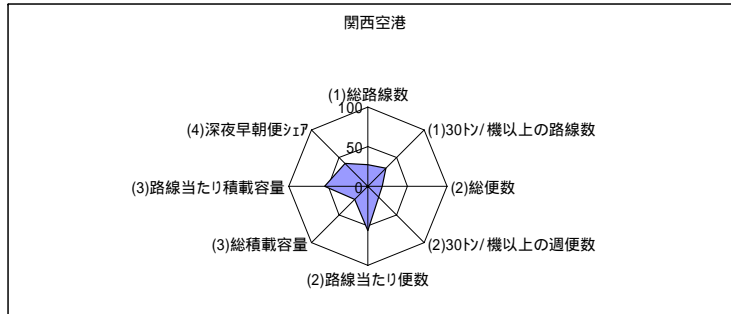 関西空港
(1)総路線数
100
(4)深夜早朝便ｼｪｱ
(1)30ﾄﾝ/機以上の路線数
50
(3)路線当たり積載容量
0
(2)総便数
(3)総積載容量
(2)30ﾄﾝ/機以上の週便数
(2)路線当たり便数